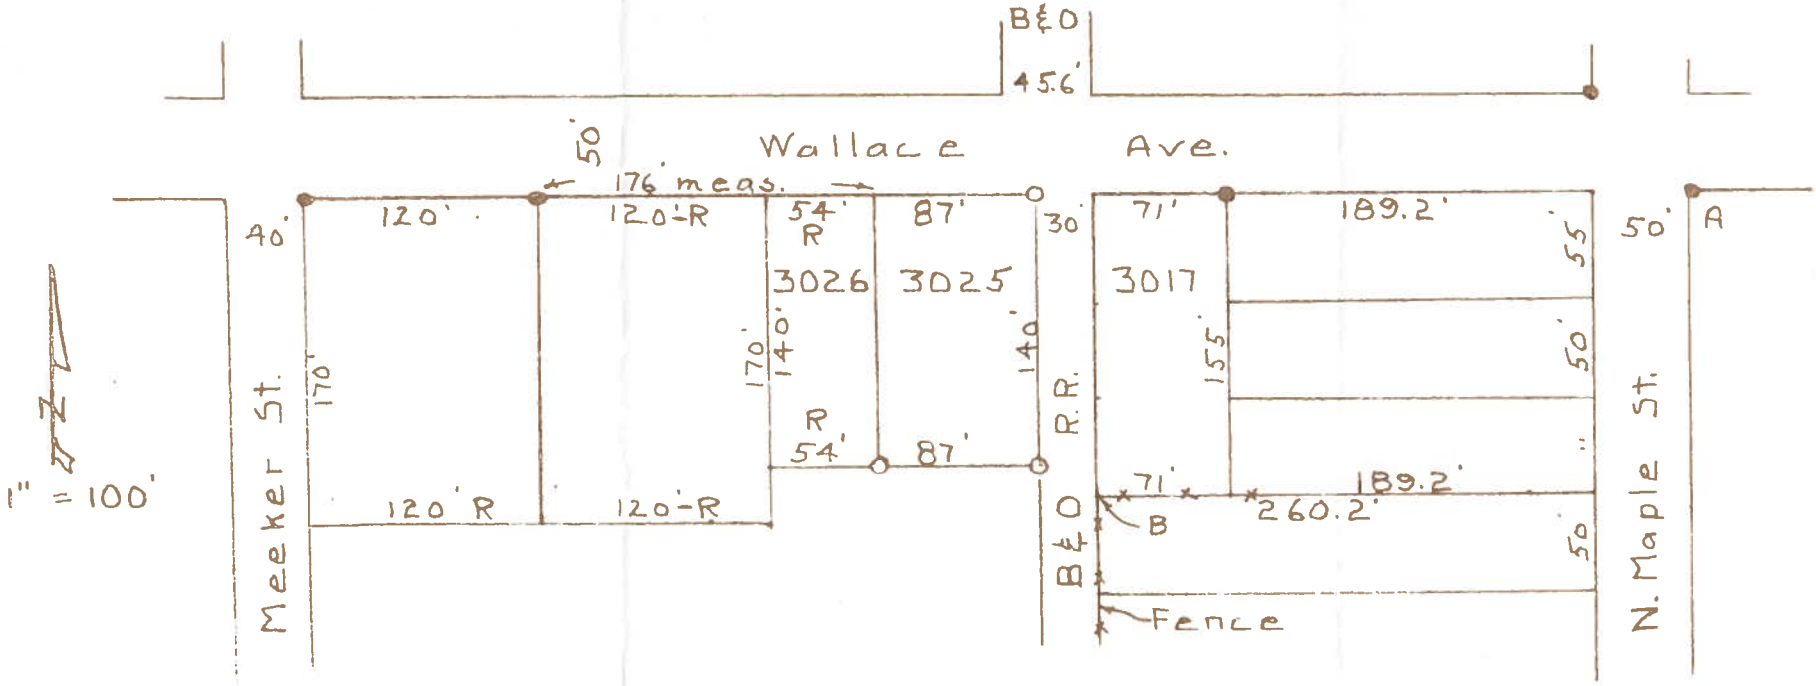 B&O
45.6'
50'
Wallace Ave.
176' meas.
40'
120'
120'-R
54'
R
87'
30'
71'
189.2'
55'
50'
A
3026
3025
3017
170'
170'
140'
140'
155'
50'
Meeker St.
R
54'
87'
B&O R.R.
N. Maple St.
"
1" = 100'
N
120' R
120'-R
71'
189.2'
260.2'
B
50'
Fence